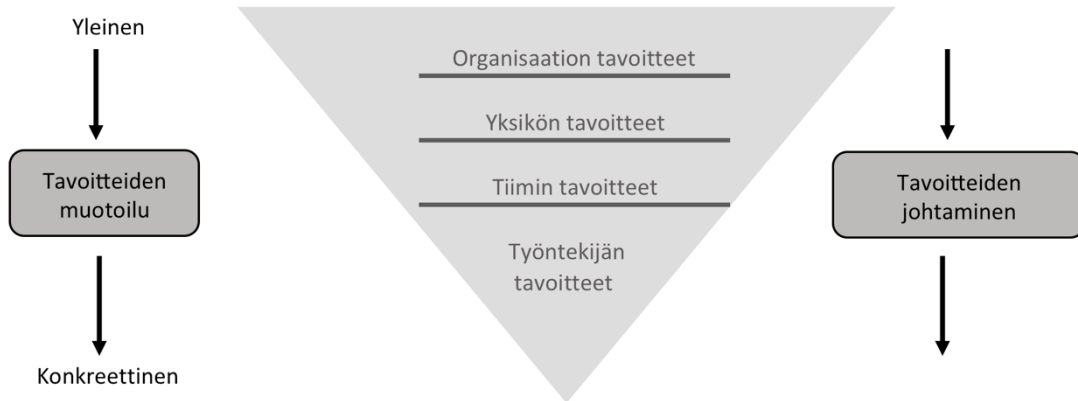 Yleinen
Organisaation tavoitteet
Yksikön tavoitteet
Tiimin tavoitteet
Työntekijän
tavoitteet
Tavoitteiden
muotoilu
Konkreettinen
Tavoitteiden
johtaminen